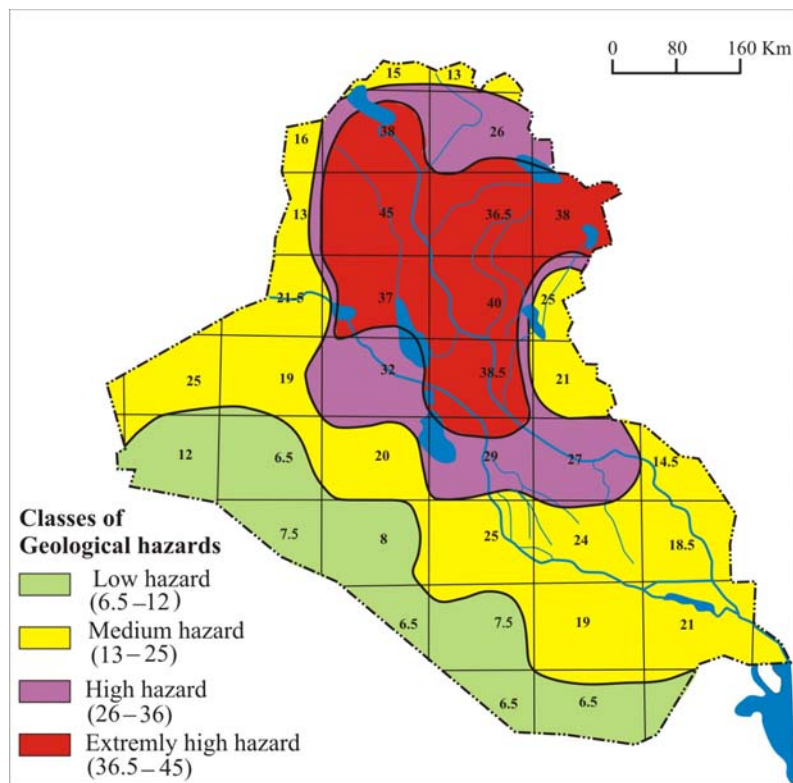 0 80 160 Km
15 13
38 26
16
13 45 36.5 38
21.5 37 40 25
25 19 32 38.5 21
12 6.5 20 29 27 14.5
7.5 8 25 24 18.5
6.5 7.5 19 21
6.5 6.5
Classes of
Geological hazards
Low hazard
(6.5–12)
Medium hazard
(13–25)
High hazard
(26–36)
Extremly high hazard
(36.5–45)